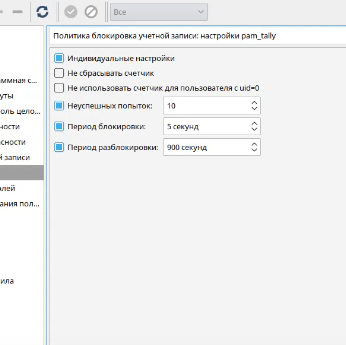 Все
Политика блокировка учетной записи: настройки pam_tally
Индивидуальные настройки
Не сбрасывать счетчик
Не использовать счетчик для пользователя с uid=0
Неуспешных попыток: 10
Период блокировки: 5 секунд
Период разблокировки: 900 секунд
ммная с...
уты
оль цело...
ности
сности
й записи
лей
ания пол...
ила